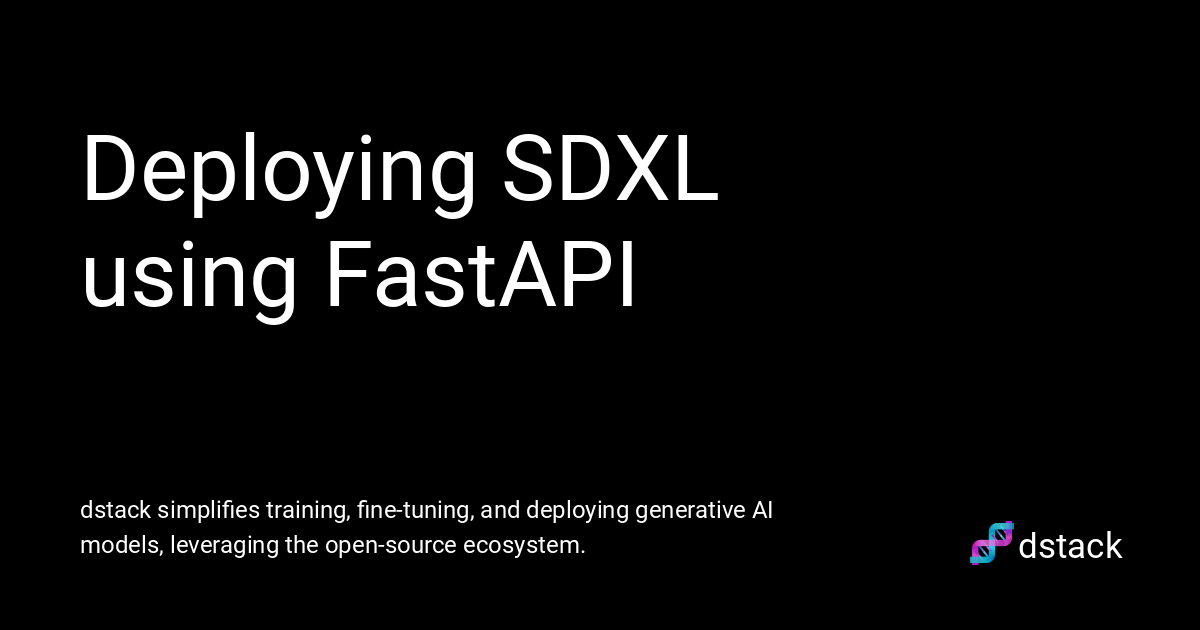 Deploying SDXL
using FastAPI
dstack simplifies training, fine-tuning, and deploying generative AI
models, leveraging the open-source ecosystem.
dstack